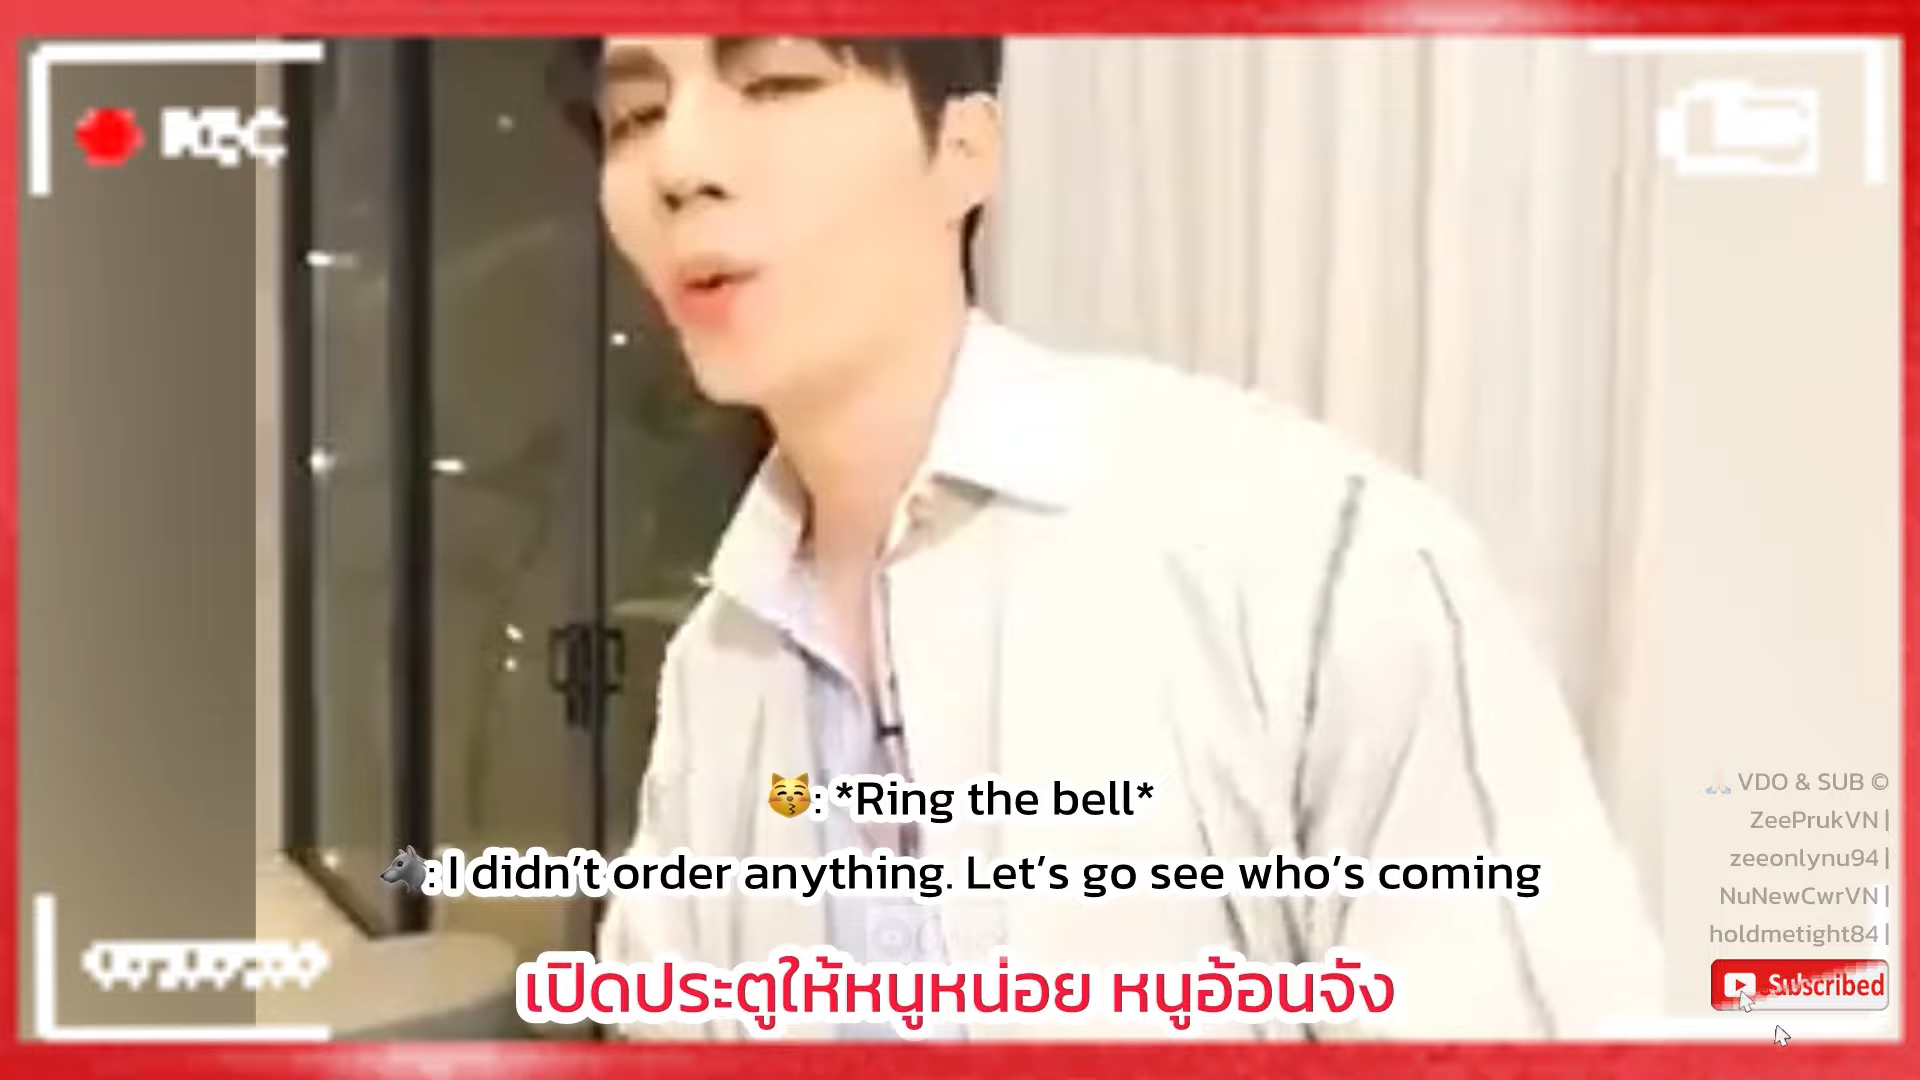 REC
😽: *Ring the bell*
🐺: I didn’t order anything. Let’s go see who’s coming
เปิดประตูให้หนูหน่อย หนูอ้อนจัง
🙏 VDO & SUB ©
ZeePrukVN |
zeeonlynu94 |
NuNewCwrVN |
holdmetight84 |
Subscribed